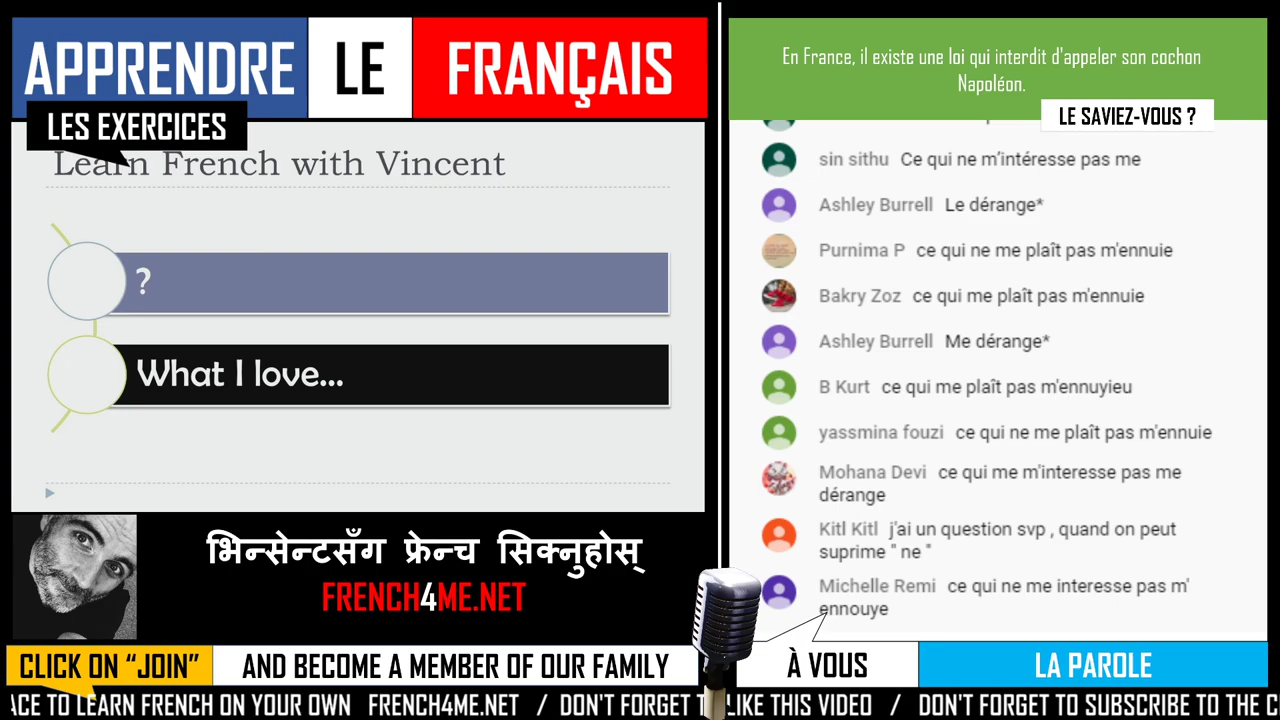 APPRENDRE LE FRANÇAIS
LES EXERCICES
Learn French with Vincent
?
What I love...
भिन्सेन्टसँग फ्रेन्च सिक्नुहोस्
FRENCH4ME.NET
En France, il existe une loi qui interdit d'appeler son cochon
Napoléon.
LE SAVIEZ-VOUS ?
sin sithu Ce qui ne m'intéresse pas me
Ashley Burrell Le dérange*
Purnima P ce qui ne me plaît pas m'ennuie
Bakry Zoz ce qui me plaît pas m'ennuie
Ashley Burrell Me dérange*
B Kurt ce qui me plaît pas m'ennuyieu
yassmina fouzi ce qui ne me plaît pas m'ennuie
Mohana Devi ce qui me m'interesse pas me
dérange
Kitl Kitl j'ai un question svp , quand on peut
suprime " ne "
Michelle Remi ce qui ne me interesse pas m'
ennouye
CLICK ON “JOIN” AND BECOME A MEMBER OF OUR FAMILY
À VOUS LA PAROLE
TO LEARN FRENCH ON YOUR OWN FRENCH4ME.NET / DON'T FORGET LIKE THIS VIDEO / DON'T FORGET TO SUBSCRIBE TO THE